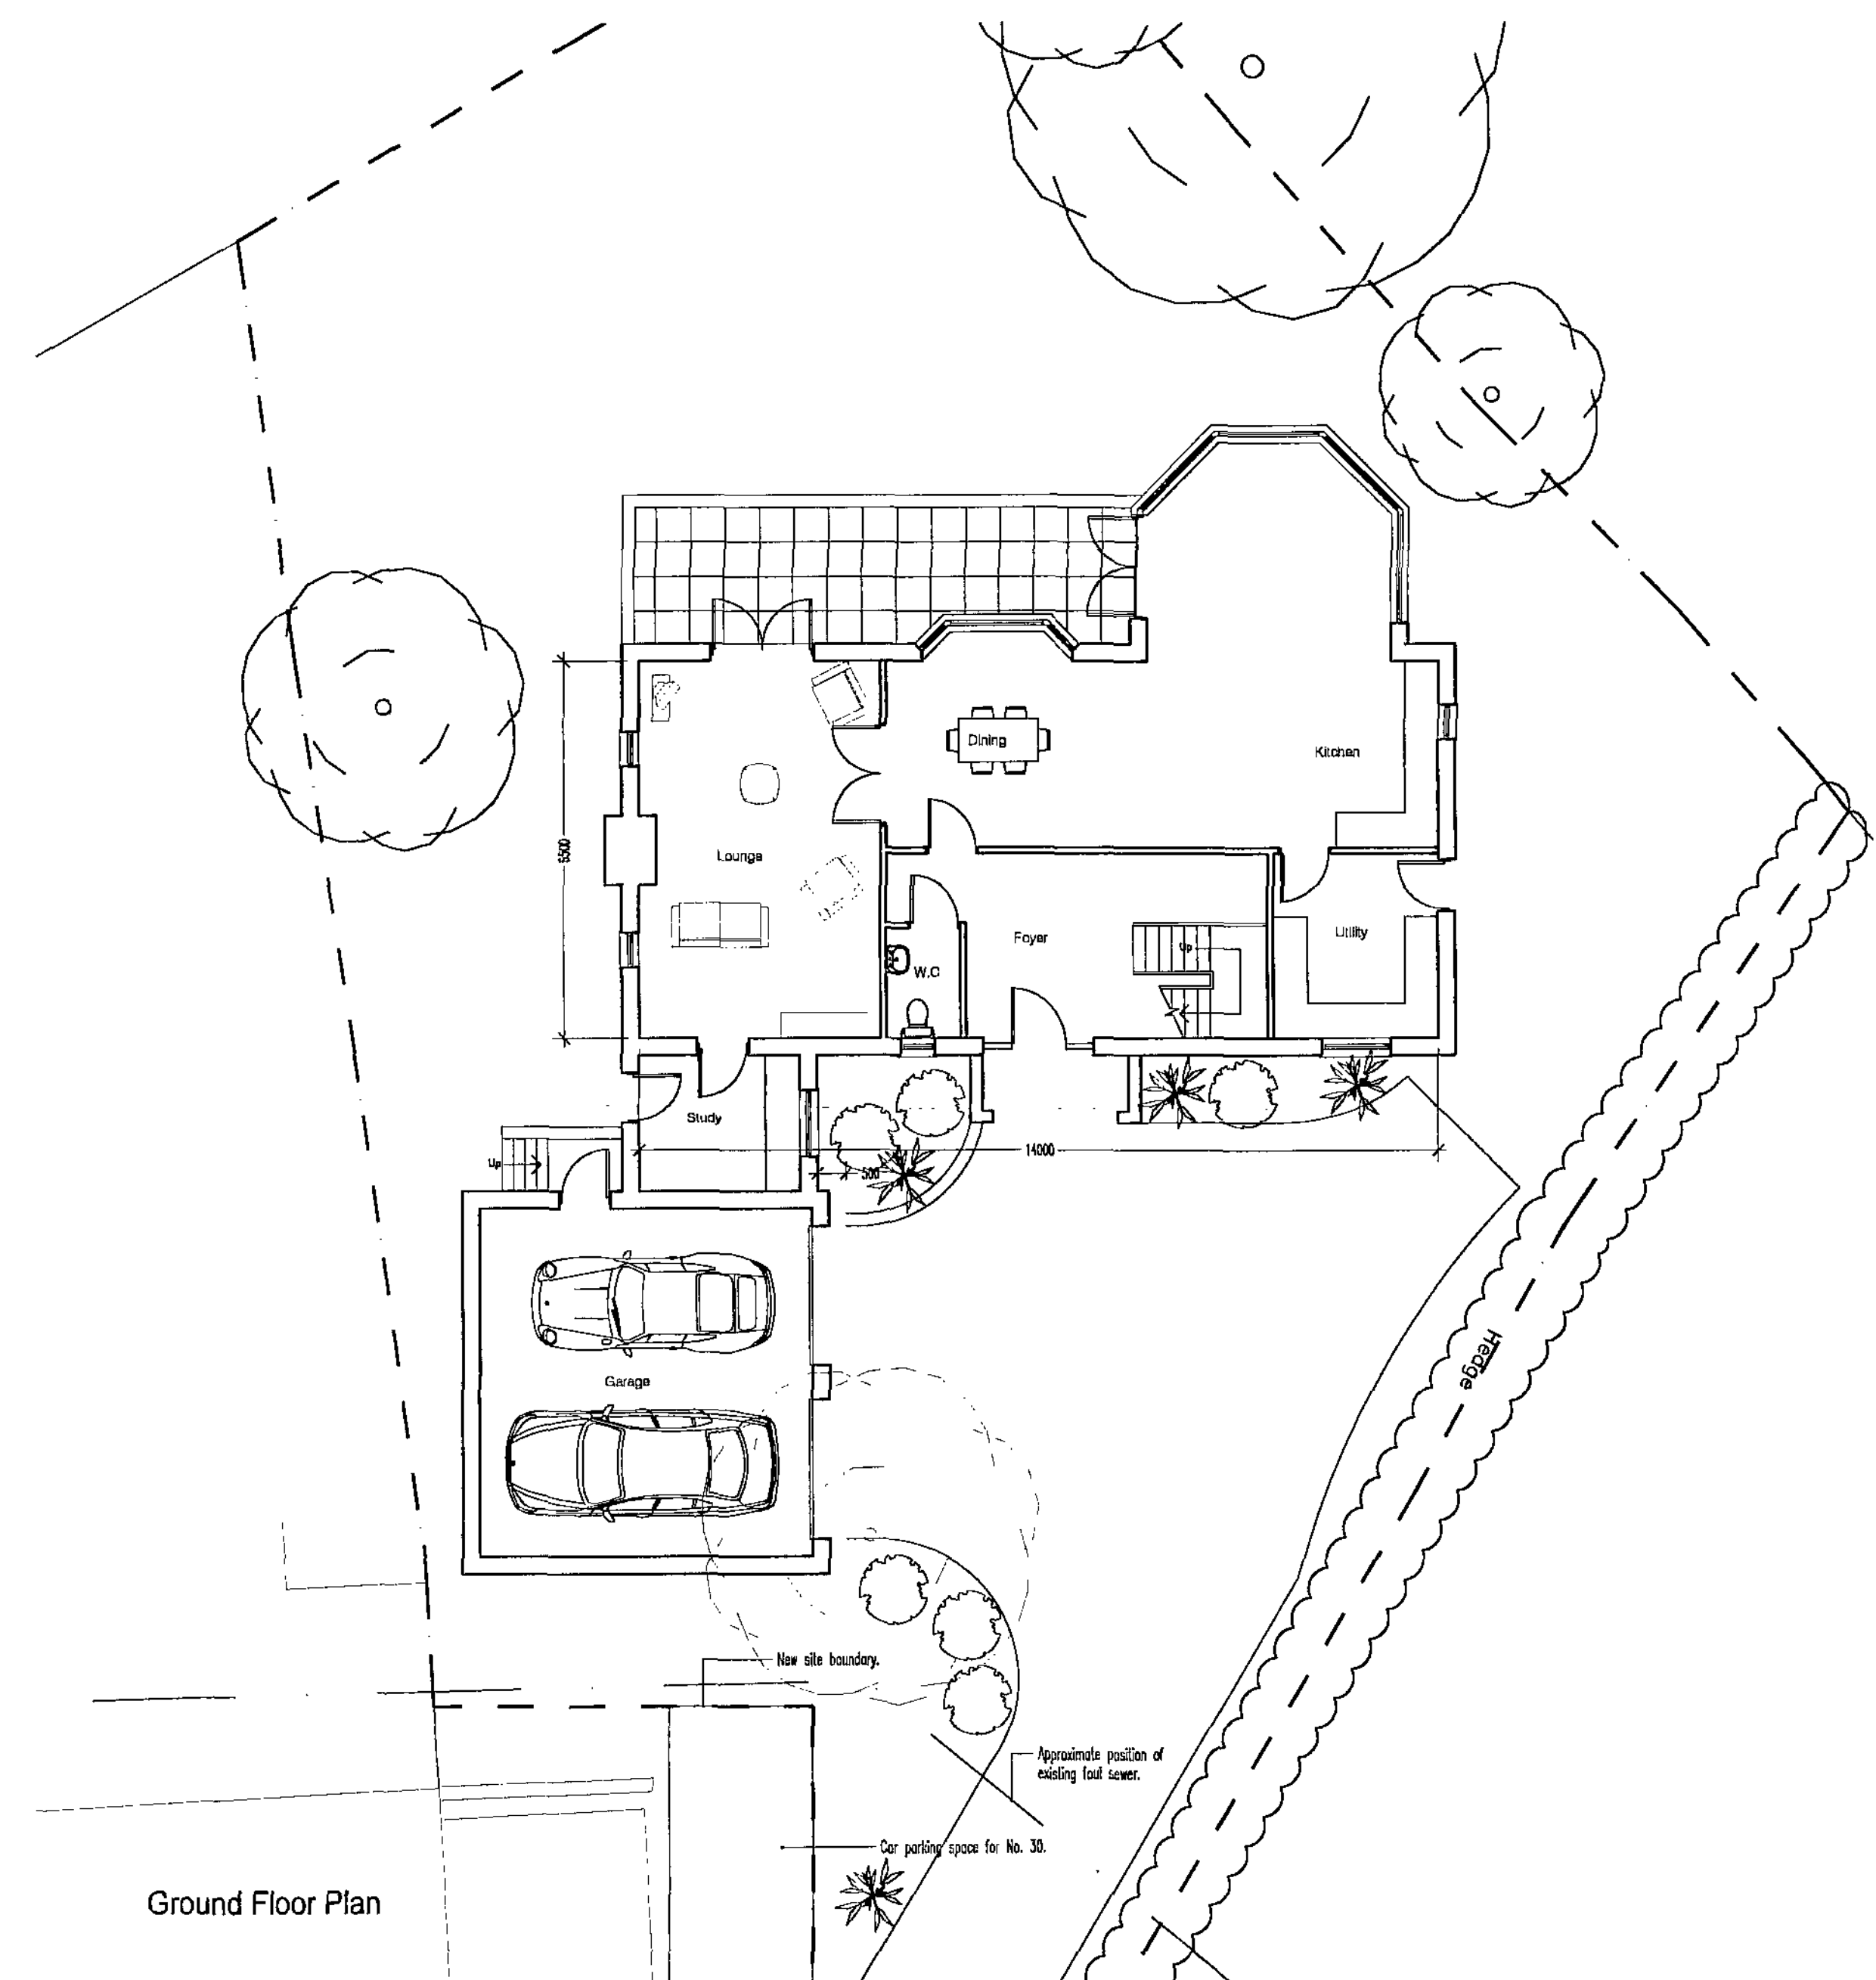 Dining
Kitchen
6500
Lounge
Foyer
Up
Utility
W.C
Study
14000
Up
500
Hedge
Garage
New site boundary.
Approximate position of
existing foul sewer.
Car parking space for No. 30.
Ground Floor Plan